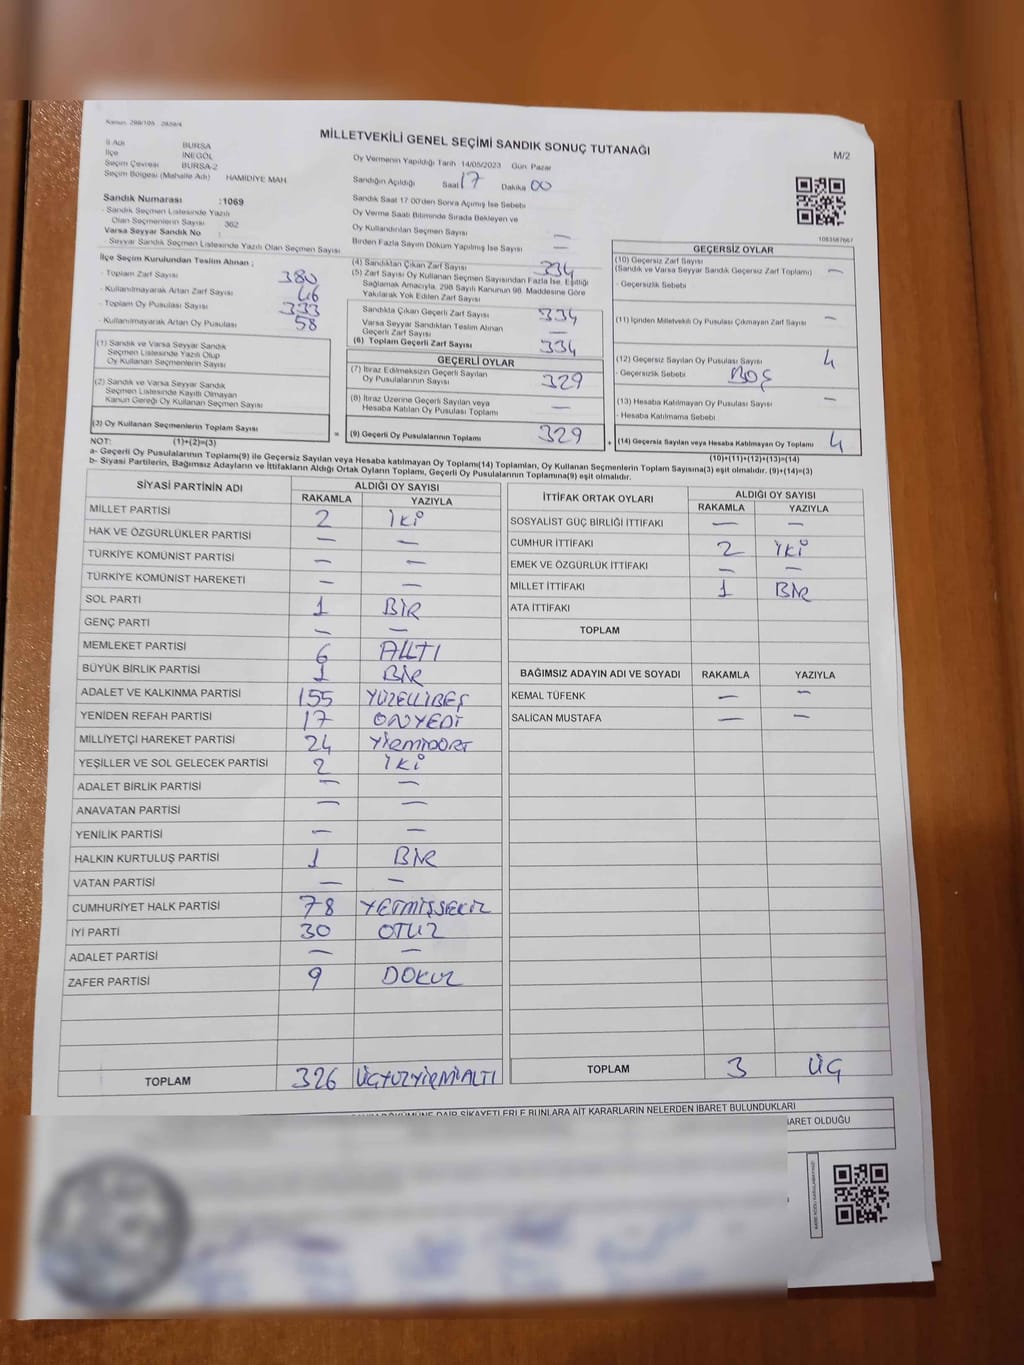 Kanun: 298/105 2839/4
MİLLETVEKİLİ GENEL SEÇİMİ SANDIK SONUÇ TUTANAĞI
M/2
İl Adı BURSA
İlçe İNEGÖL
Seçim Çevresi BURSA-2
Seçim Bölgesi (Mahalle Adı) HAMİDİYE MAH
Sandık Numarası :1069
- Sandık Seçmen Listesinde Yazılı
Olan Seçmenlerin Sayısı 362
Varsa Seyyar Sandık No :
- Seyyar Sandık Seçmen Listesinde Yazılı Olan Seçmen Sayısı
Oy Vermenin Yapıldığı Tarih 14/05/2023 Gün Pazar
Sandığın Açıldığı Saat 17 Dakika 00
Sandık Saat 17.00'den Sonra Açılmış İse Sebebi
Oy Verme Saati Bitiminde Sırada Bekleyen ve
Oy Kullandırılan Seçmen Sayısı —
Birden Fazla Sayım Döküm Yapılmış İse Sayısı —
İlçe Seçim Kurulundan Teslim Alınan ;
- Toplam Zarf Sayısı 380
- Kullanılmayarak Artan Zarf Sayısı 46
- Toplam Oy Pusulası Sayısı 333
- Kullanılmayarak Artan Oy Pusulası 58
(1) Sandık ve Varsa Seyyar Sandık
Seçmen Listesinde Yazılı Olup
Oy Kullanan Seçmenlerin Sayısı
(2) Sandık ve Varsa Seyyar Sandık
Seçmen Listesinde Kayıtlı Olmayan
Kanun Gereği Oy Kullanan Seçmen Sayısı
(3) Oy Kullanan Seçmenlerin Toplam Sayısı
(4) Sandıktan Çıkan Zarf Sayısı 334
(5) Zarf Sayısı Oy Kullanan Seçmen Sayısından Fazla İse, Eşitliği
Sağlamak Amacıyla, 298 Sayılı Kanunun 98. Maddesine Göre
Yakılarak Yok Edilen Zarf Sayısı
Sandıkta Çıkan Geçerli Zarf Sayısı 334
Varsa Seyyar Sandıktan Teslim Alınan
Geçerli Zarf Sayısı —
(6) Toplam Geçerli Zarf Sayısı 334
GEÇERLİ OYLAR
(7) İtiraz Edilmeksizin Geçerli Sayılan
Oy Pusulalarının Sayısı 329
(8) İtiraz Üzerine Geçerli Sayılan veya
Hesaba Katılan Oy Pusulaları Toplamı —
= (9) Geçerli Oy Pusulalarının Toplamı 329
1083587667
GEÇERSİZ OYLAR
(10) Geçersiz Zarf Sayısı
(Sandık ve Varsa Seyyar Sandık Geçersiz Zarf Toplamı) —
- Geçersizlik Sebebi
(11) İçinden Milletvekili Oy Pusulası Çıkmayan Zarf Sayısı —
(12) Geçersiz Sayılan Oy Pusulası Sayısı 4
- Geçersizlik Sebebi BOŞ
(13) Hesaba Katılmayan Oy Pusulası Sayısı —
- Hesaba Katılmama Sebebi
+ (14) Geçersiz Sayılan veya Hesaba Katılmayan Oy Toplamı 4
NOT: (1)+(2)=(3)
(10)+(11)+(12)+(13)=(14)
a- Geçerli Oy Pusulalarının Toplamı(9) ile Geçersiz Sayılan veya Hesaba Katılmayan Oy Toplamı(14) Toplamları, Oy Kullanan Seçmenlerin Toplam Sayısına(3) eşit olmalıdır. (9)+(14)=(3)
b- Siyasi Partilerin, Bağımsız Adayların ve İttifakların Aldığı Ortak Oyların Toplamı, Geçerli Oy Pusulalarının Toplamına(9) eşit olmalıdır.
SİYASİ PARTİNİN ADI ALDIĞI OY SAYISI
RAKAMLA YAZIYLA
MİLLET PARTİSİ 2 İKİ
HAK VE ÖZGÜRLÜKLER PARTİSİ — —
TÜRKİYE KOMÜNİST PARTİSİ — —
TÜRKİYE KOMÜNİST HAREKETİ — —
SOL PARTİ 1 BİR
GENÇ PARTİ — —
MEMLEKET PARTİSİ 6 ALTI
BÜYÜK BİRLİK PARTİSİ 1 BİR
ADALET VE KALKINMA PARTİSİ 155 YÜZELLİBEŞ
YENİDEN REFAH PARTİSİ 17 ONYEDİ
MİLLİYETÇİ HAREKET PARTİSİ 24 YİRMİDÖRT
YEŞİLLER VE SOL GELECEK PARTİSİ 2 İKİ
ADALET BİRLİK PARTİSİ — —
ANAVATAN PARTİSİ — —
YENİLİK PARTİSİ — —
HALKIN KURTULUŞ PARTİSİ 1 BİR
VATAN PARTİSİ — —
CUMHURİYET HALK PARTİSİ 78 YETMİŞSEKİZ
İYİ PARTİ 30 OTUZ
ADALET PARTİSİ — —
ZAFER PARTİSİ 9 DOKUZ
TOPLAM 326 ÜÇYÜZYİRMİALTI
İTTİFAK ORTAK OYLARI ALDIĞI OY SAYISI
RAKAMLA YAZIYLA
SOSYALİST GÜÇ BİRLİĞİ İTTİFAKI — —
CUMHUR İTTİFAKI 2 İKİ
EMEK VE ÖZGÜRLÜK İTTİFAKI — —
MİLLET İTTİFAKI 1 BİR
ATA İTTİFAKI
TOPLAM
BAĞIMSIZ ADAYIN ADI VE SOYADI RAKAMLA YAZIYLA
KEMAL TÜFENK — —
SALİCAN MUSTAFA — —
TOPLAM 3 ÜÇ
DÖKÜMÜNE DAİR ŞİKAYETLERLE BUNLARA AİT KARARLARIN NELERDEN İBARET BULUNDUKLARI
İBARET OLDUĞU